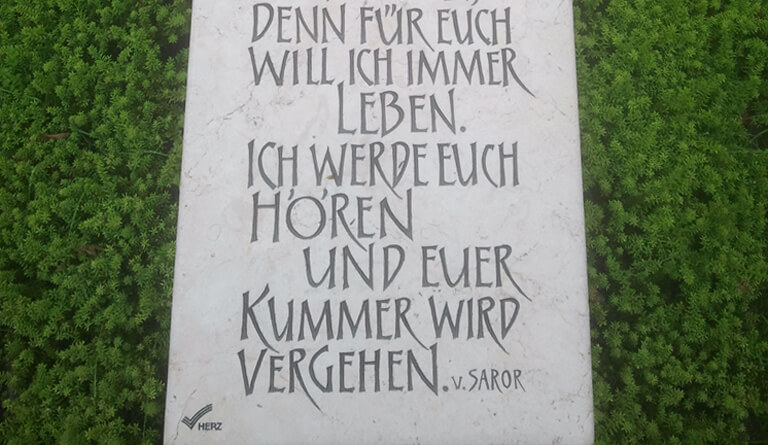 DENN FÜR EUCH
WILL ICH IMMER
LEBEN.
ICH WERDE EUCH
HÖREN
UND EUER
KUMMER WIRD
VERGEHEN. V. SAROR
HERZ